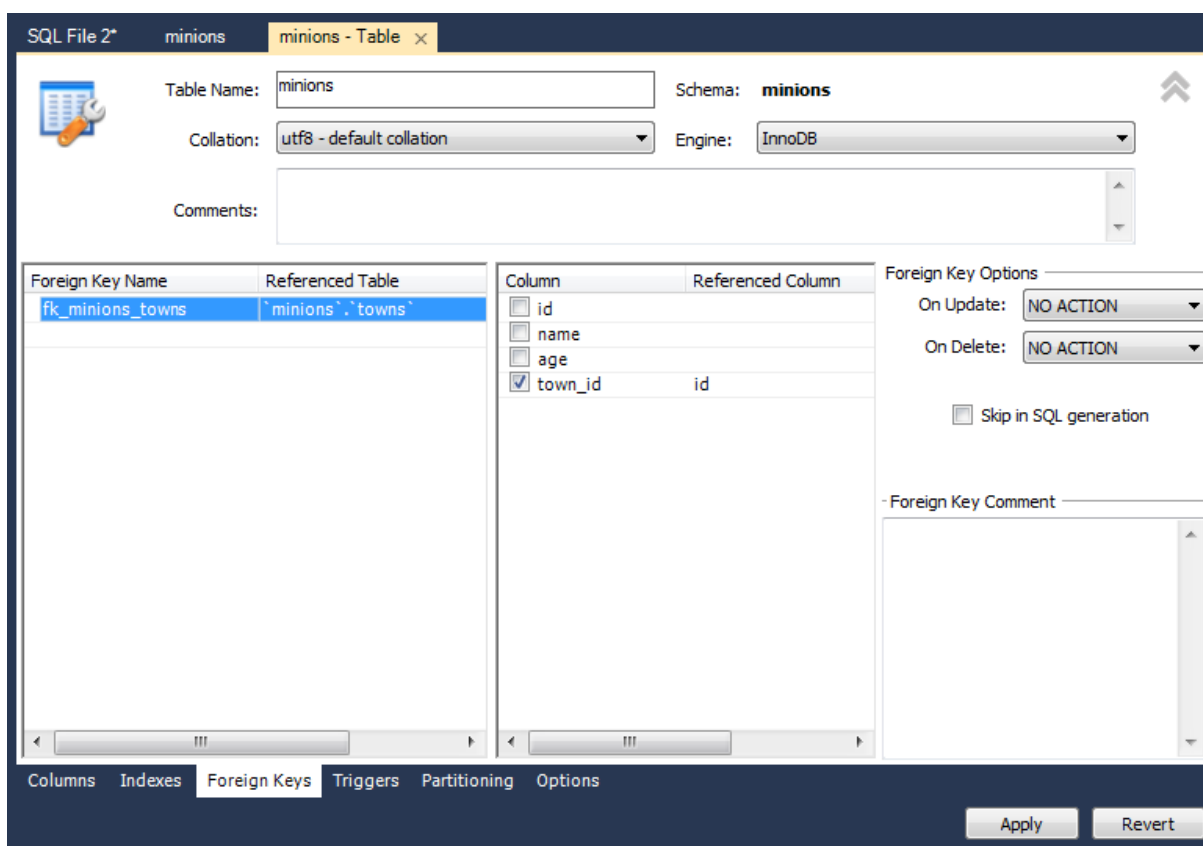 SQL File 2* minions minions - Table ×
Table Name: minions Schema: minions
Collation: utf8 - default collation Engine: InnoDB
Comments:
Foreign Key Name Referenced Table
fk_minions_towns `minions`.`towns`
Column Referenced Column
id
name
age
town_id id
Foreign Key Options
On Update: NO ACTION
On Delete: NO ACTION
Skip in SQL generation
Foreign Key Comment
Columns Indexes Foreign Keys Triggers Partitioning Options
Apply Revert